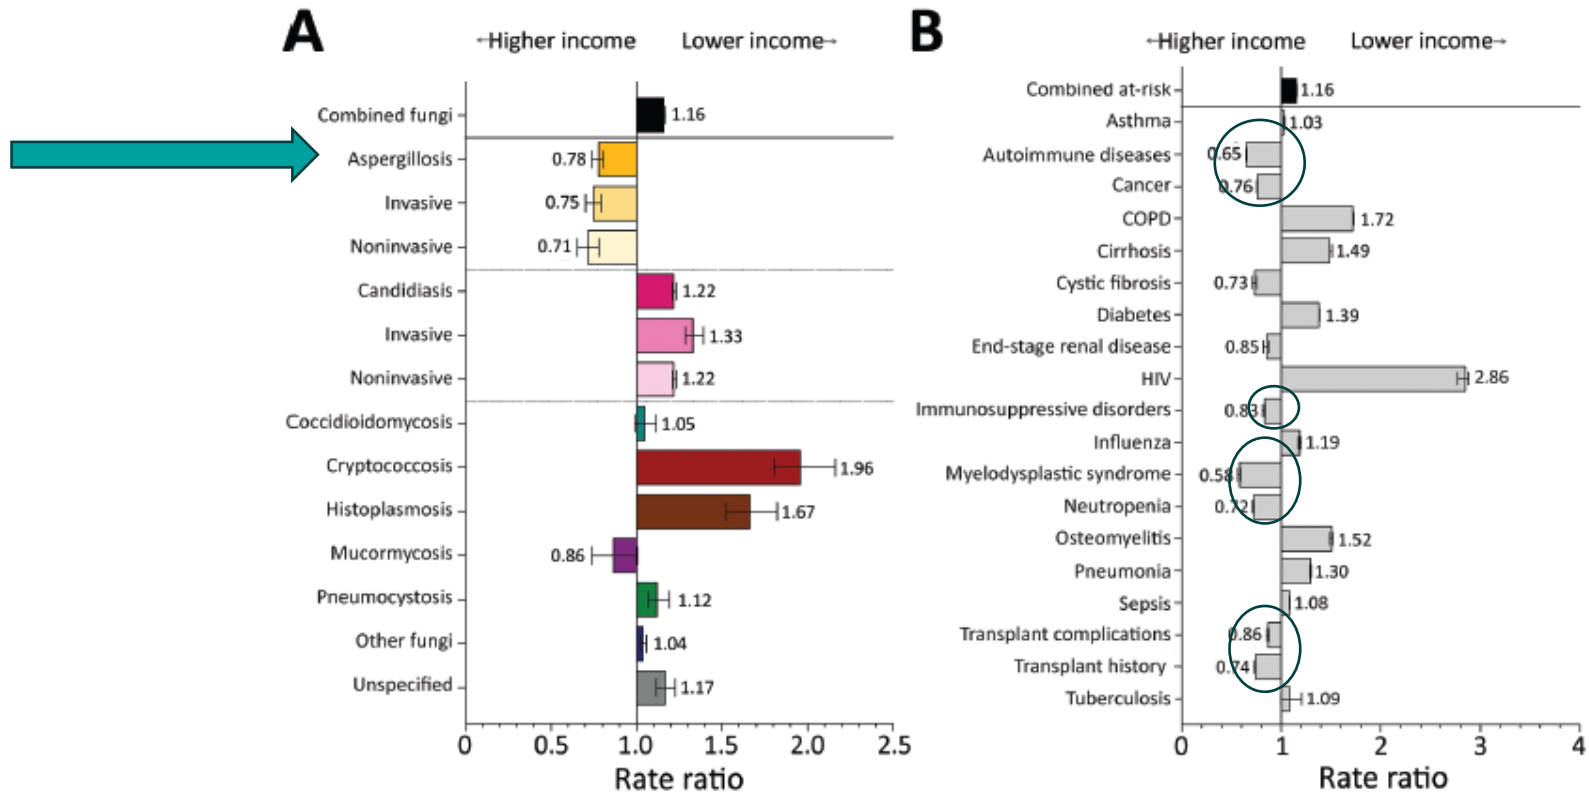 A
←Higher income
Lower income→
Combined fungi
1.16
Aspergillosis
0.78
Invasive
0.75
Noninvasive
0.71
Candidiasis
1.22
Invasive
1.33
Noninvasive
1.22
Coccidioidomycosis
1.05
Cryptococcosis
1.96
Histoplasmosis
1.67
Mucormycosis
0.86
Pneumocystosis
1.12
Other fungi
1.04
Unspecified
1.17
0 0.5 1.0 1.5 2.0 2.5
Rate ratio
B
←Higher income
Lower income→
Combined at-risk
1.16
Asthma
1.03
Autoimmune diseases
0.65
Cancer
0.76
COPD
1.72
Cirrhosis
1.49
Cystic fibrosis
0.73
Diabetes
1.39
End-stage renal disease
0.85
HIV
2.86
Immunosuppressive disorders
0.83
Influenza
1.19
Myelodysplastic syndrome
0.58
Neutropenia
0.72
Osteomyelitis
1.52
Pneumonia
1.30
Sepsis
1.08
Transplant complications
0.86
Transplant history
0.74
Tuberculosis
1.09
0 1 2 3 4
Rate ratio